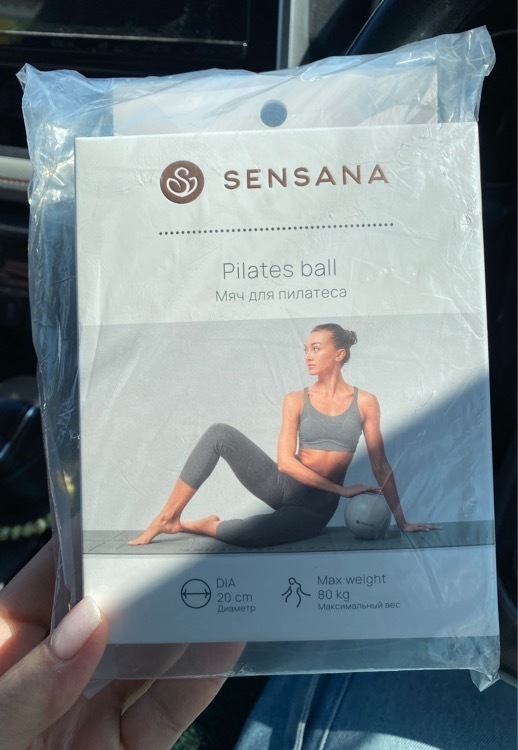 SENSANA
Pilates ball
Мяч для пилатеса
DIA
20 cm
Диаметр
Max weight
80 kg
Максимальный вес